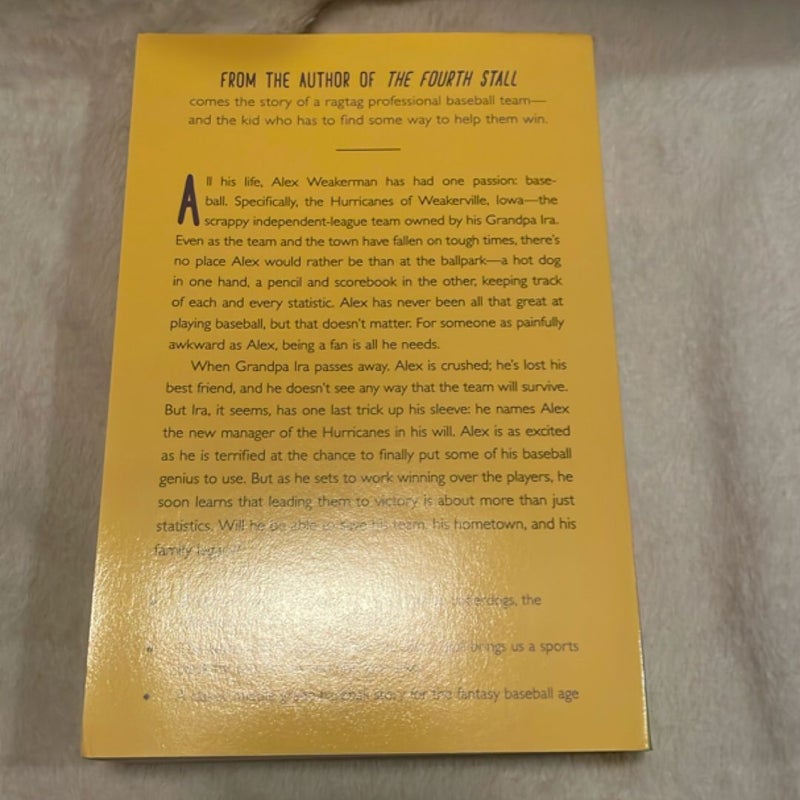 FROM THE AUTHOR OF THE FOURTH STALL
comes the story of a ragtag professional baseball team—
and the kid who has to find some way to help them win.
All his life, Alex Weakerman has had one passion: base-
ball. Specifically, the Hurricanes of Weakerville, Iowa—the
scrappy independent-league team owned by his Grandpa Ira.
Even as the team and the town have fallen on tough times, there's
no place Alex would rather be than at the ballpark—a hot dog
in one hand, a pencil and scorebook in the other, keeping track
of each and every statistic. Alex has never been all that great at
playing baseball, but that doesn't matter. For someone as painfully
awkward as Alex, being a fan is all he needs.
When Grandpa Ira passes away, Alex is crushed; he's lost his
best friend, and he doesn't see any way that the team will survive.
But Ira, it seems, has one last trick up his sleeve: he names Alex
the new manager of the Hurricanes in his will. Alex is as excited
as he is terrified at the chance to finally put some of his baseball
genius to use. But as he sets to work winning over the players, he
soon learns that leading them to victory is about more than just
statistics. Will he be able to save his team, his hometown, and his
family
underdogs, the
brings us a sports
• A story for the fantasy baseball age